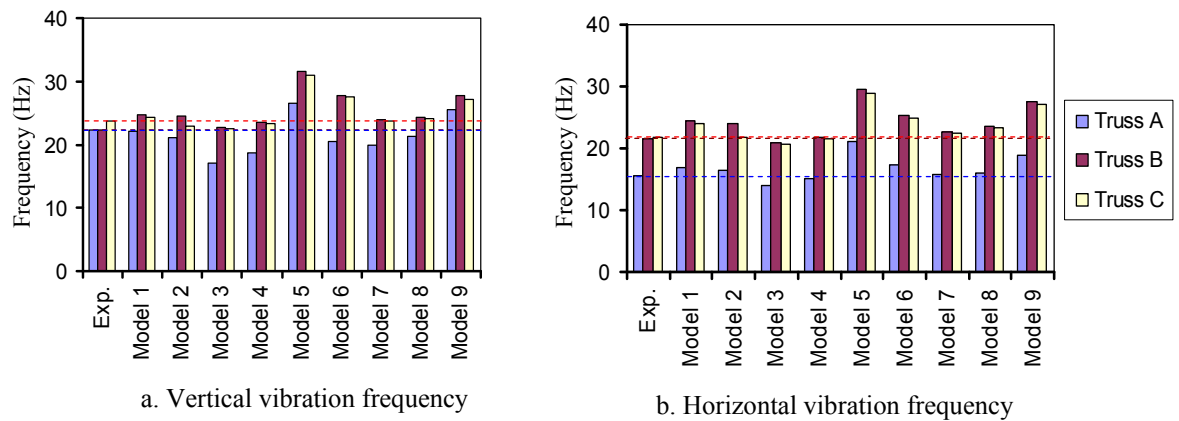 Frequency (Hz)
40
30
20
10
0
Exp.
Model 1
Model 2
Model 3
Model 4
Model 5
Model 6
Model 7
Model 8
Model 9
a. Vertical vibration frequency
Frequency (Hz)
40
30
20
10
0
Exp.
Model 1
Model 2
Model 3
Model 4
Model 5
Model 6
Model 7
Model 8
Model 9
b. Horizontal vibration frequency
Truss A
Truss B
Truss C